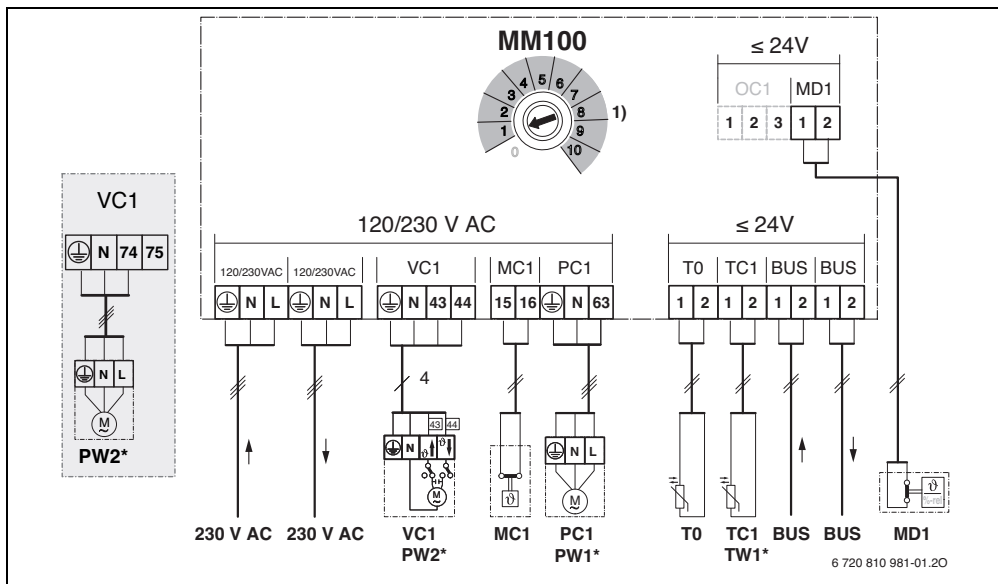 MM100
0 1 2 3 4 5 6 7 8 9 10
1)
≤ 24V
OC1 MD1
1 2 3 1 2
VC1
N 74 75
N L
M
~
PW2*
120/230 V AC
≤ 24V
120/230VAC 120/230VAC VC1 MC1 PC1 T0 TC1 BUS BUS
N L N L N 43 44 15 16 N 63 1 2 1 2 1 2 1 2
4
43 44
N ϑ ϑ
M
~
ϑ
N L
M
~
ϑ
%-rel
230 V AC 230 V AC VC1 MC1 PC1 T0 TC1 BUS BUS MD1
PW2* PW1* TW1*
6 720 810 981-01.2O